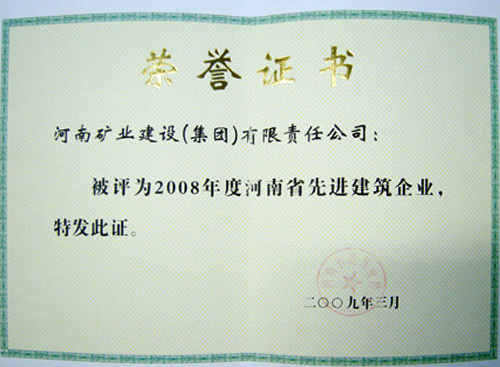 荣誉证书
河南矿业建设(集团)有限责任公司：
被评为2008年度河南省先进建筑企业，
特发此证。
二〇〇九年三月